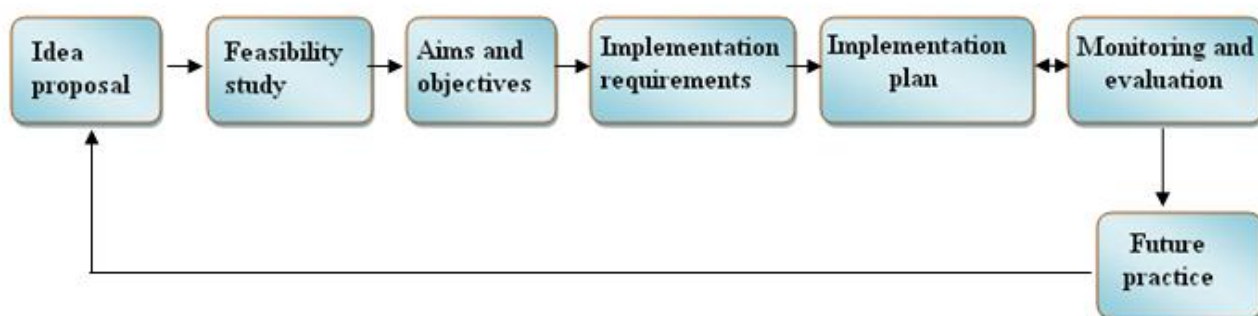 Idea
proposal
Feasibility
study
Aims and
objectives
Implementation
requirements
Implementation
plan
Monitoring and
evaluation
Future
practice